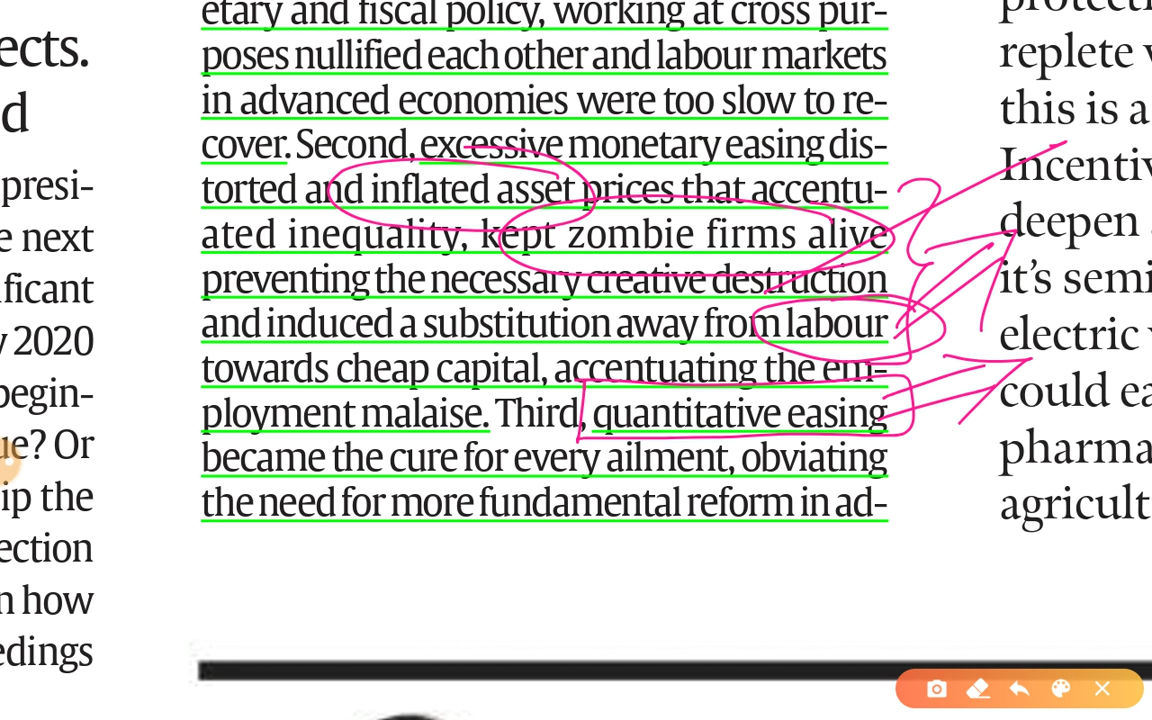 ects.
d
presi-
e next
ficant
y 2020
begin-
ue? Or
ip the
ection
n how
edings
etary and fiscal policy, working at cross pur-
poses nullified each other and labour markets
in advanced economies were too slow to re-
cover. Second, excessive monetary easing dis-
torted and inflated asset prices that accentu-
ated inequality, kept zombie firms alive
preventing the necessary creative destruction
and induced a substitution away from labour
towards cheap capital, accentuating the em-
ployment malaise. Third, quantitative easing
became the cure for every ailment, obviating
the need for more fundamental reform in ad-
protecti
replete
this is a
Incentiv
deepen
it's semi
electric
could ea
pharma
agricult